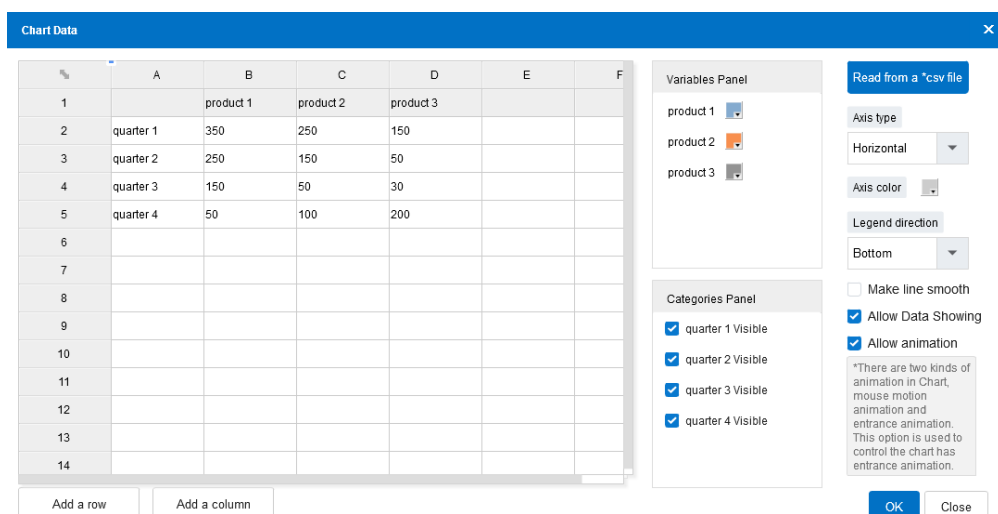 Chart Data
A B C D E F
1 product 1 product 2 product 3
2 quarter 1 350 250 150
3 quarter 2 250 150 50
4 quarter 3 150 50 30
5 quarter 4 50 100 200
6
7
8
9
10
11
12
13
14
Add a row Add a column
Variables Panel
product 1
product 2
product 3
Categories Panel
quarter 1 Visible
quarter 2 Visible
quarter 3 Visible
quarter 4 Visible
Read from a *csv file
Axis type
Horizontal
Axis color
Legend direction
Bottom
Make line smooth
Allow Data Showing
Allow animation
*There are two kinds of
animation in Chart,
mouse motion
animation and
entrance animation.
This option is used to
control the chart has
entrance animation.
OK Close